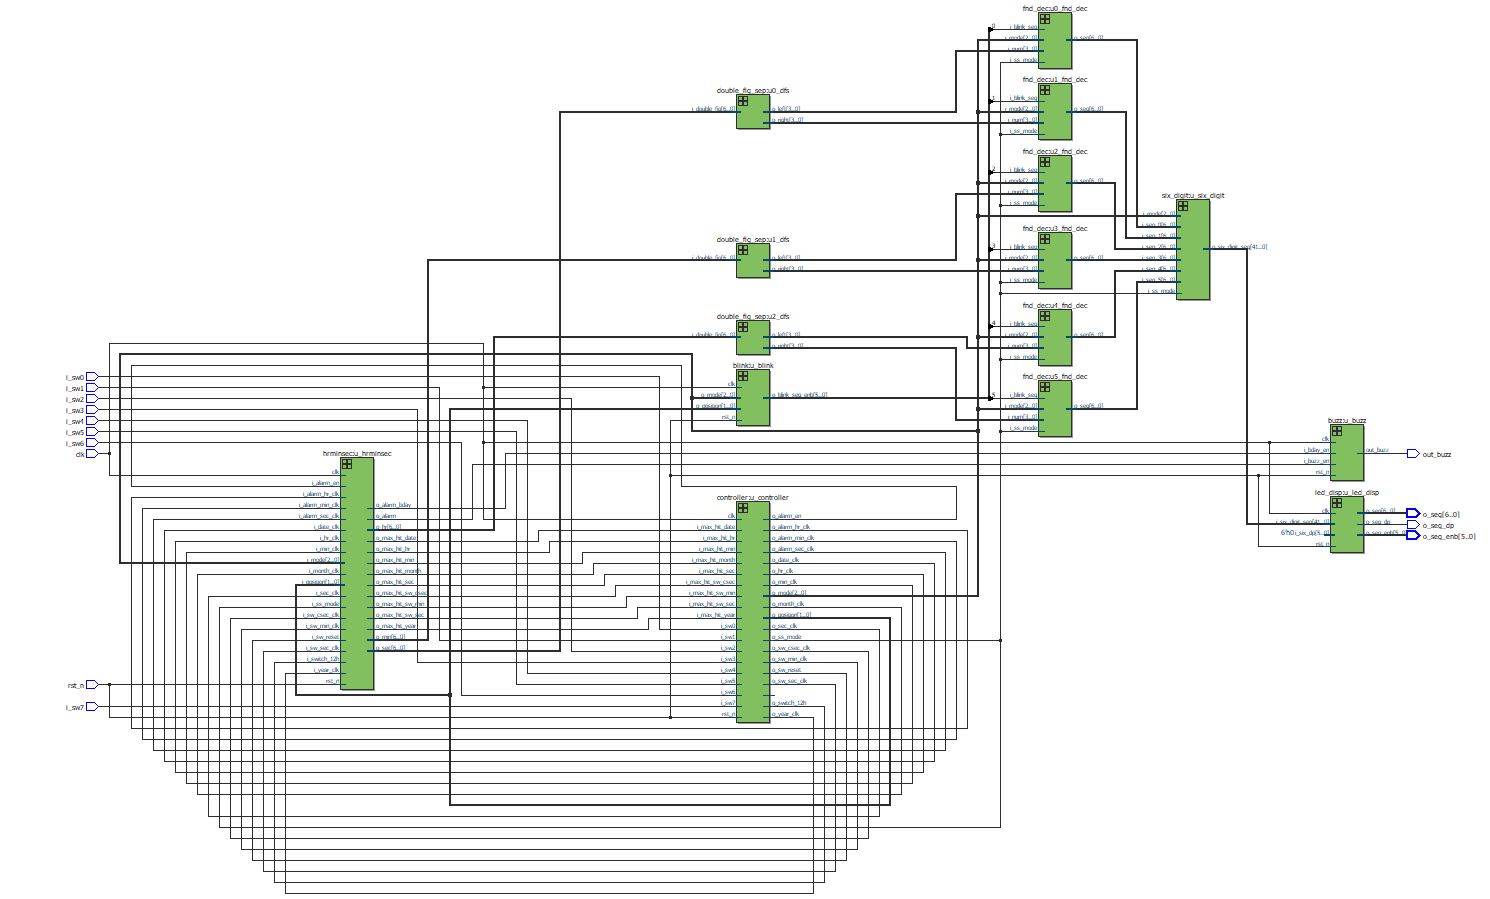 fnd_dec:u0_fnd_dec
0
i_blink_seg
i_mode[2..0]
i_num[3..0]
i_ss_mode
o_seg[6..0]
fnd_dec:u1_fnd_dec
1
i_blink_seg
i_mode[2..0]
i_num[3..0]
i_ss_mode
o_seg[6..0]
double_fig_sep:u0_dfs
i_double_fig[6..0]
o_left[3..0]
o_right[3..0]
fnd_dec:u2_fnd_dec
2
i_blink_seg
i_mode[2..0]
i_num[3..0]
i_ss_mode
o_seg[6..0]
six_digit:u_six_digit
i_mode[2..0]
i_seg_0[6..0]
i_seg_1[6..0]
i_seg_2[6..0]
i_seg_3[6..0]
i_seg_4[6..0]
i_seg_5[6..0]
i_ss_mode
o_six_digit_seg[41..0]
double_fig_sep:u1_dfs
i_double_fig[6..0]
o_left[3..0]
o_right[3..0]
fnd_dec:u3_fnd_dec
3
i_blink_seg
i_mode[2..0]
i_num[3..0]
i_ss_mode
o_seg[6..0]
double_fig_sep:u2_dfs
i_double_fig[6..0]
o_left[3..0]
o_right[3..0]
fnd_dec:u4_fnd_dec
4
i_blink_seg
i_mode[2..0]
i_num[3..0]
i_ss_mode
o_seg[6..0]
blink:u_blink
clk
o_mode[2..0]
o_position[1..0]
rst_n
o_blink_seg_enb[5..0]
fnd_dec:u5_fnd_dec
5
i_blink_seg
i_mode[2..0]
i_num[3..0]
i_ss_mode
o_seg[6..0]
i_sw0
i_sw1
i_sw2
i_sw3
i_sw4
i_sw5
i_sw6
clk
rst_n
i_sw7
hrminsec:u_hrminsec
clk
i_alarm_en
i_alarm_hr_clk
i_alarm_min_clk
i_alarm_sec_clk
i_date_clk
i_hr_clk
i_min_clk
i_mode[2..0]
i_month_clk
i_position[1..0]
i_sec_clk
i_ss_mode
i_sw_csec_clk
i_sw_min_clk
i_sw_reset
i_sw_sec_clk
i_switch_12h
i_year_clk
rst_n
o_alarm_bday
o_alarm
o_hr[6..0]
o_max_hit_date
o_max_hit_hr
o_max_hit_min
o_max_hit_month
o_max_hit_sec
o_max_hit_sw_csec
o_max_hit_sw_min
o_max_hit_sw_sec
o_max_hit_year
o_min[6..0]
o_sec[6..0]
controller:u_controller
clk
i_max_hit_date
i_max_hit_hr
i_max_hit_min
i_max_hit_month
i_max_hit_sec
i_max_hit_sw_csec
i_max_hit_sw_min
i_max_hit_sw_sec
i_max_hit_year
i_sw0
i_sw1
i_sw2
i_sw3
i_sw4
i_sw5
i_sw6
i_sw7
rst_n
o_alarm_en
o_alarm_hr_clk
o_alarm_min_clk
o_alarm_sec_clk
o_date_clk
o_hr_clk
o_min_clk
o_mode[2..0]
o_month_clk
o_position[1..0]
o_sec_clk
o_ss_mode
o_sw_csec_clk
o_sw_min_clk
o_sw_reset
o_sw_sec_clk
o_switch_12h
o_year_clk
buzz:u_buzz
clk
i_bday_en
i_buzz_en
rst_n
out_buzz
out_buzz
led_disp:u_led_disp
clk
i_six_digit_seg[41..0]
6'h0 i_six_dp[5..0]
rst_n
o_seg[6..0]
o_seg_dp
o_seg_enb[5..0]
o_seg[6..0]
o_seg_dp
o_seg_enb[5..0]